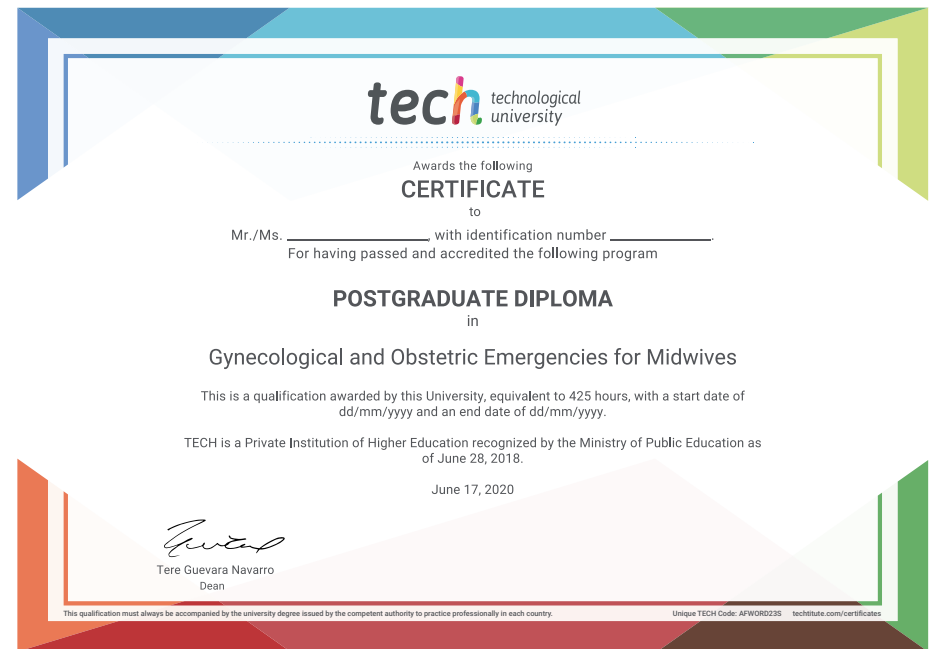 tech technological
university
Awards the following
CERTIFICATE
to
Mr./Ms. ____________________, with identification number ______________.
For having passed and accredited the following program
POSTGRADUATE DIPLOMA
in
Gynecological and Obstetric Emergencies for Midwives
This is a qualification awarded by this University, equivalent to 425 hours, with a start date of
dd/mm/yyyy and an end date of dd/mm/yyyy.
TECH is a Private Institution of Higher Education recognized by the Ministry of Public Education as
of June 28, 2018.
June 17, 2020
Tere Guevara Navarro
Dean
This qualification must always be accompanied by the university degree issued by the competent authority to practice professionally in each country.
Unique TECH Code: AFWORD23S techtitute.com/certificates